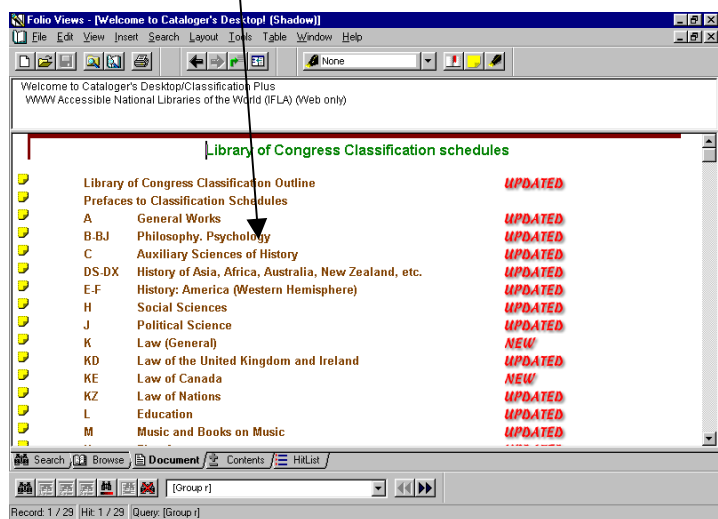 Folio Views - [Welcome to Cataloger's Desktop! (Shadow)]
File Edit View Insert Search Layout Tools Table Window Help
None
Welcome to Cataloger's Desktop/Classification Plus
WWW Accessible National Libraries of the World (IFLA) (Web only)
Library of Congress Classification schedules
Library of Congress Classification Outline UPDATED
Prefaces to Classification Schedules
A General Works UPDATED
B-BJ Philosophy. Psychology UPDATED
C Auxiliary Sciences of History UPDATED
DS-DX History of Asia, Africa, Australia, New Zealand, etc. UPDATED
E-F History: America (Western Hemisphere) UPDATED
H Social Sciences UPDATED
J Political Science UPDATED
K Law (General) NEW
KD Law of the United Kingdom and Ireland UPDATED
KE Law of Canada NEW
KZ Law of Nations UPDATED
L Education UPDATED
M Music and Books on Music UPDATED
Search Browse Document Contents HitList
[Group r]
Record: 1 / 29 Hit: 1 / 29 Query: [Group r]